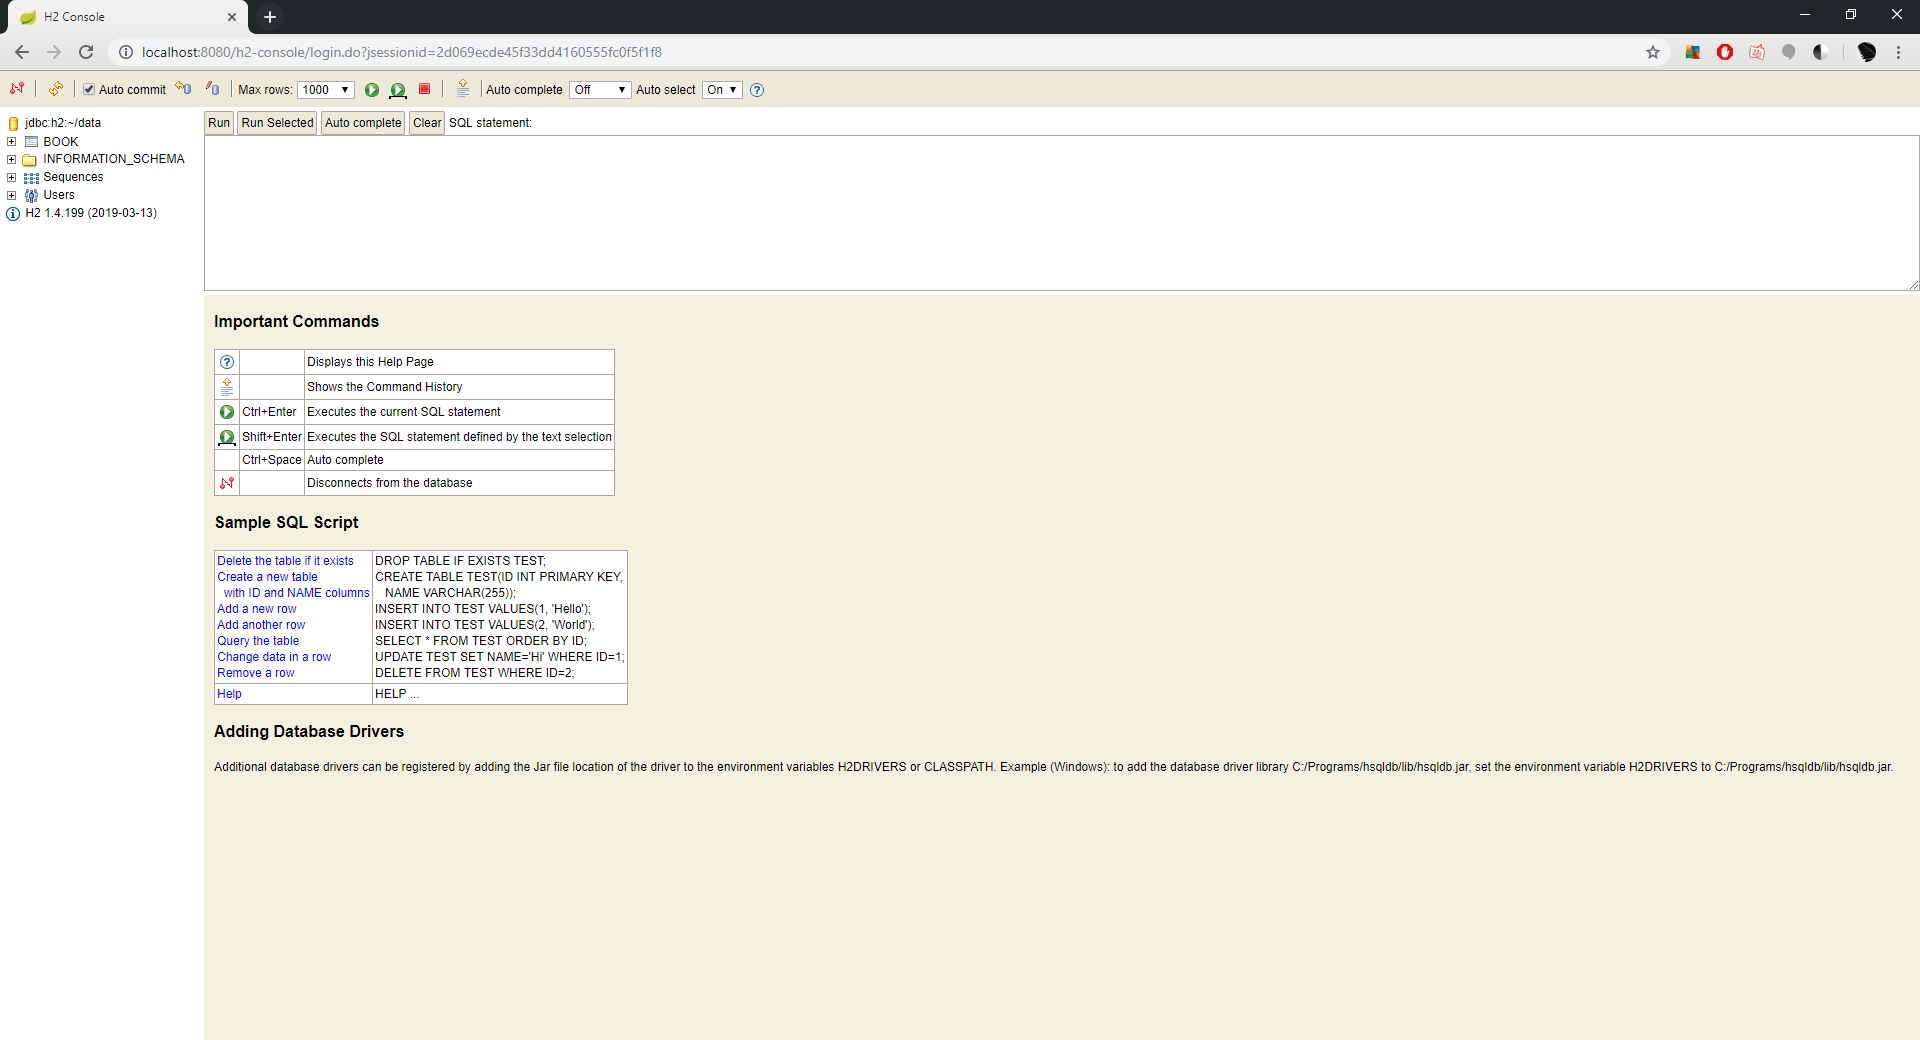 H2 Console
localhost:8080/h2-console/login.do?jsessionid=2d069ecde45f33dd4160555fc0f5f1f8
Auto commit
Max rows: 1000
Auto complete Off Auto select On
jdbc:h2:~/data
BOOK
INFORMATION_SCHEMA
Sequences
Users
H2 1.4.199 (2019-03-13)
Run Run Selected Auto complete Clear SQL statement:
Important Commands
Displays this Help Page
Shows the Command History
Ctrl+Enter Executes the current SQL statement
Shift+Enter Executes the SQL statement defined by the text selection
Ctrl+Space Auto complete
Disconnects from the database
Sample SQL Script
Delete the table if it exists DROP TABLE IF EXISTS TEST;
Create a new table CREATE TABLE TEST(ID INT PRIMARY KEY,
with ID and NAME columns NAME VARCHAR(255));
Add a new row INSERT INTO TEST VALUES(1, 'Hello');
Add another row INSERT INTO TEST VALUES(2, 'World');
Query the table SELECT * FROM TEST ORDER BY ID;
Change data in a row UPDATE TEST SET NAME='Hi' WHERE ID=1;
Remove a row DELETE FROM TEST WHERE ID=2;
Help HELP ...
Adding Database Drivers
Additional database drivers can be registered by adding the Jar file location of the driver to the environment variables H2DRIVERS or CLASSPATH. Example (Windows): to add the database driver library C:/Programs/hsqldb/lib/hsqldb.jar, set the environment variable H2DRIVERS to C:/Programs/hsqldb/lib/hsqldb.jar.